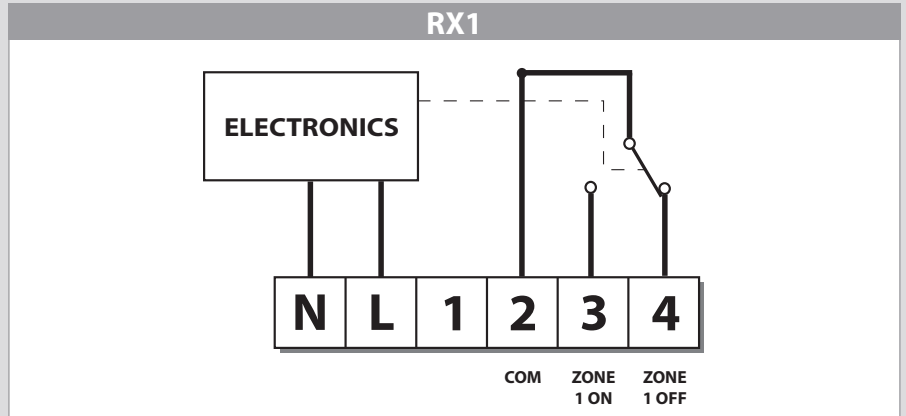 RX1
ELECTRONICS
N L 1 2 3 4
COM ZONE ZONE
1 ON 1 OFF